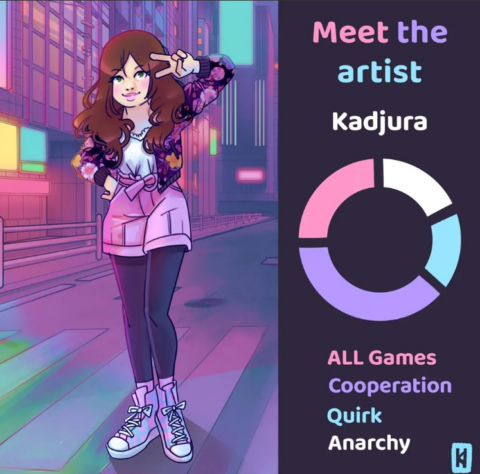 Meet the
artist
Kadjura
ALL Games
Cooperation
Quirk
Anarchy